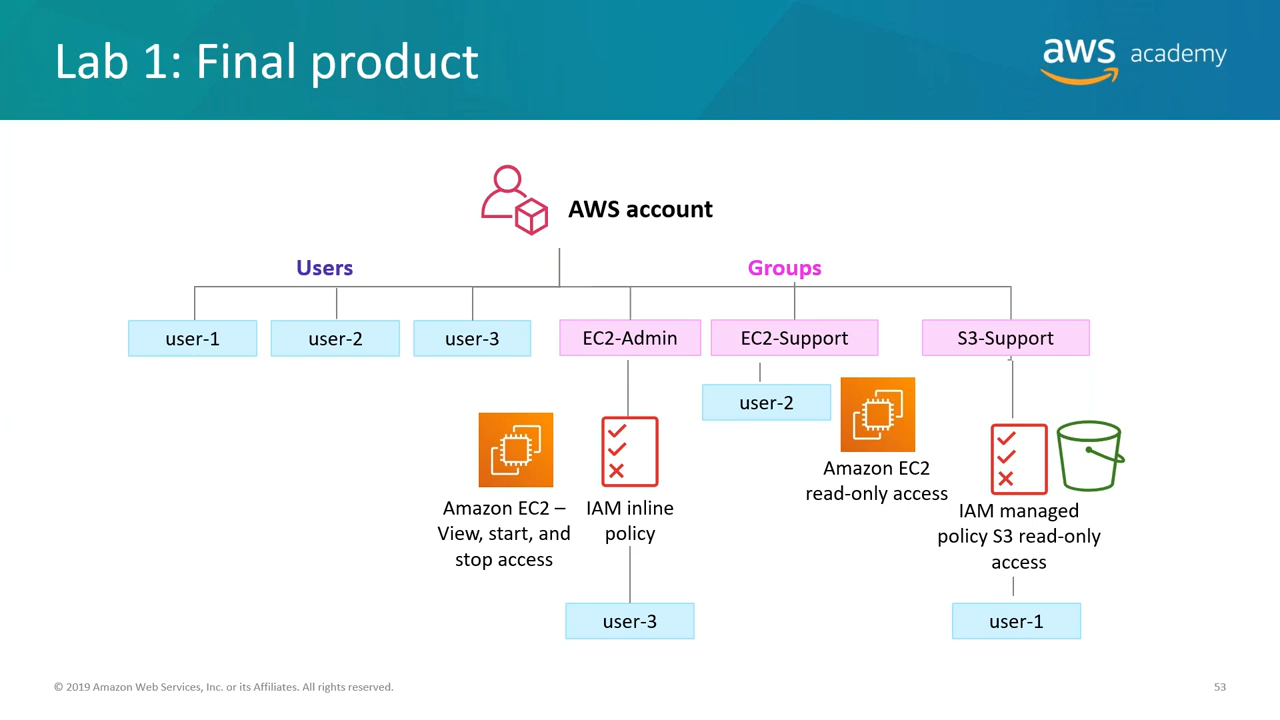 Lab 1: Final product
aws academy
AWS account
Users
Groups
user-1
user-2
user-3
EC2-Admin
EC2-Support
S3-Support
user-2
Amazon EC2 –
View, start, and
stop access
IAM inline
policy
Amazon EC2
read-only access
IAM managed
policy S3 read-only
access
user-3
user-1
© 2019 Amazon Web Services, Inc. or its Affiliates. All rights reserved.
53